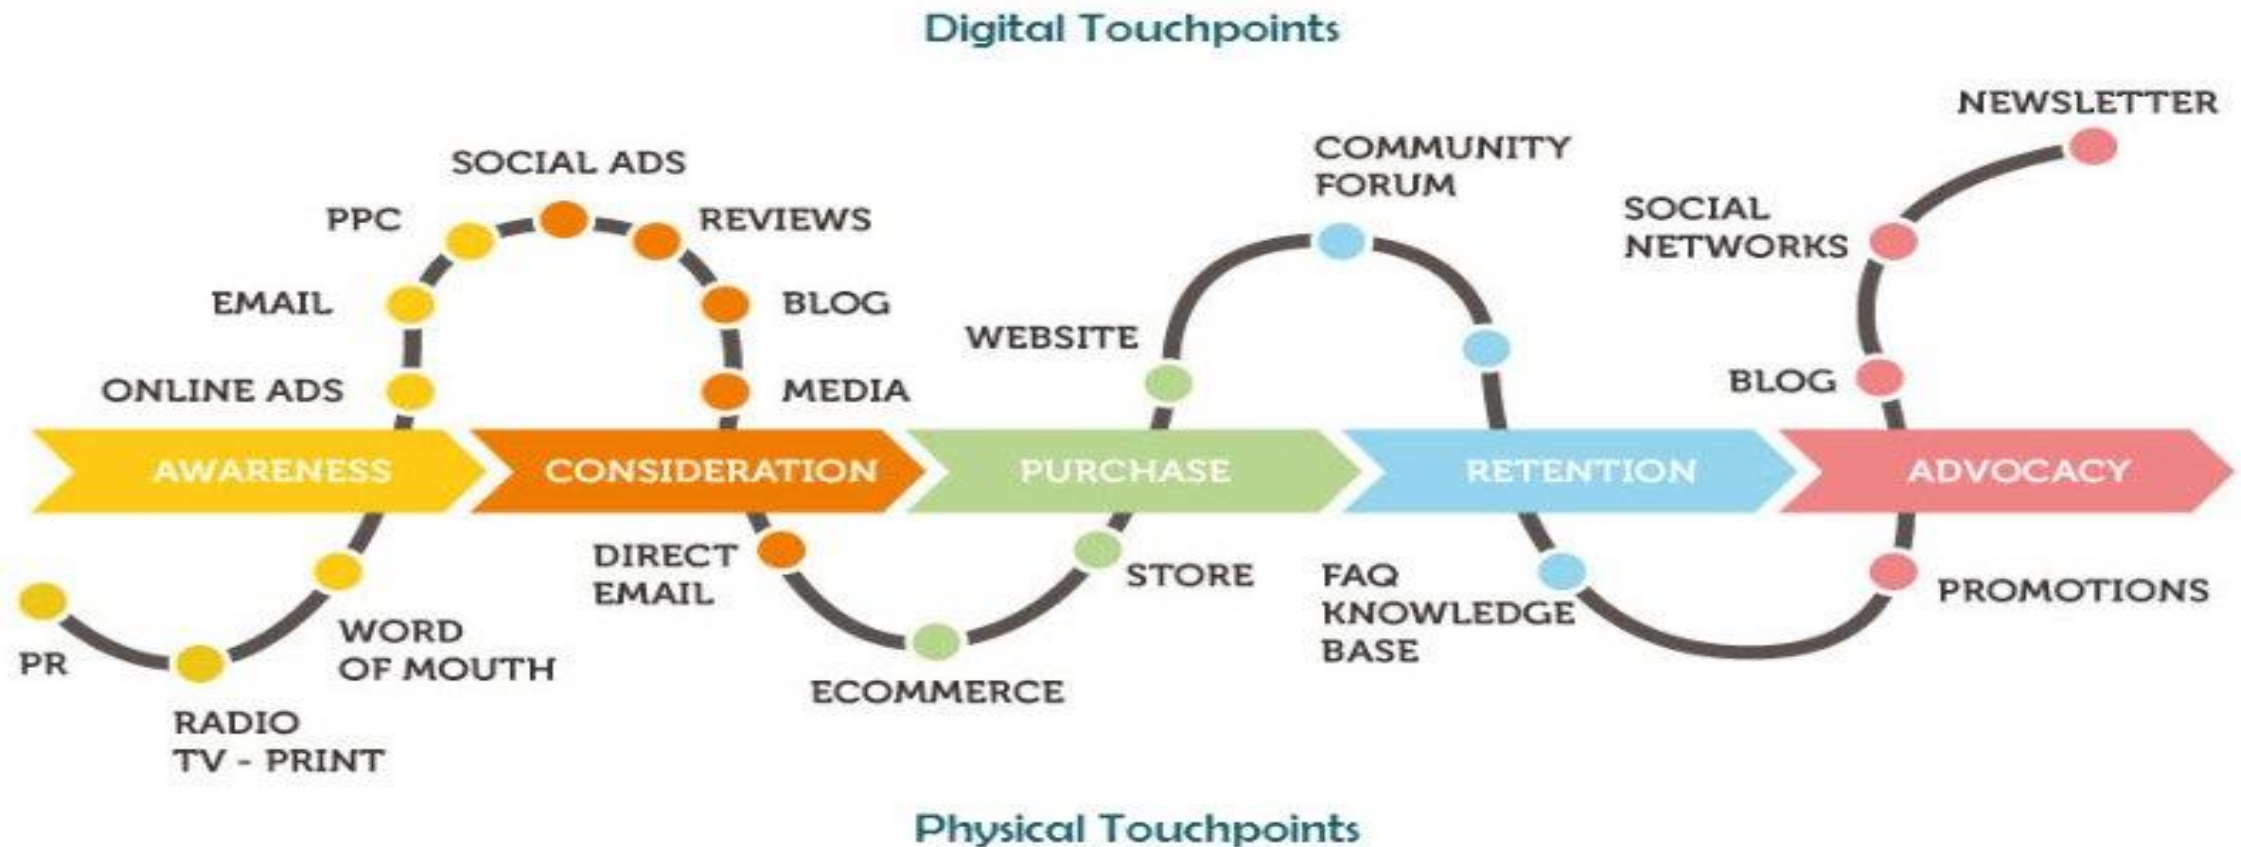 Digital Touchpoints
NEWSLETTER
COMMUNITY
FORUM
SOCIAL ADS
SOCIAL
NETWORKS
PPC
REVIEWS
EMAIL
BLOG
WEBSITE
ONLINE ADS
MEDIA
BLOG
AWARENESS
CONSIDERATION
PURCHASE
RETENTION
ADVOCACY
DIRECT
EMAIL
STORE
FAQ
KNOWLEDGE
BASE
PROMOTIONS
WORD
OF MOUTH
PR
ECOMMERCE
RADIO
TV - PRINT
Physical Touchpoints